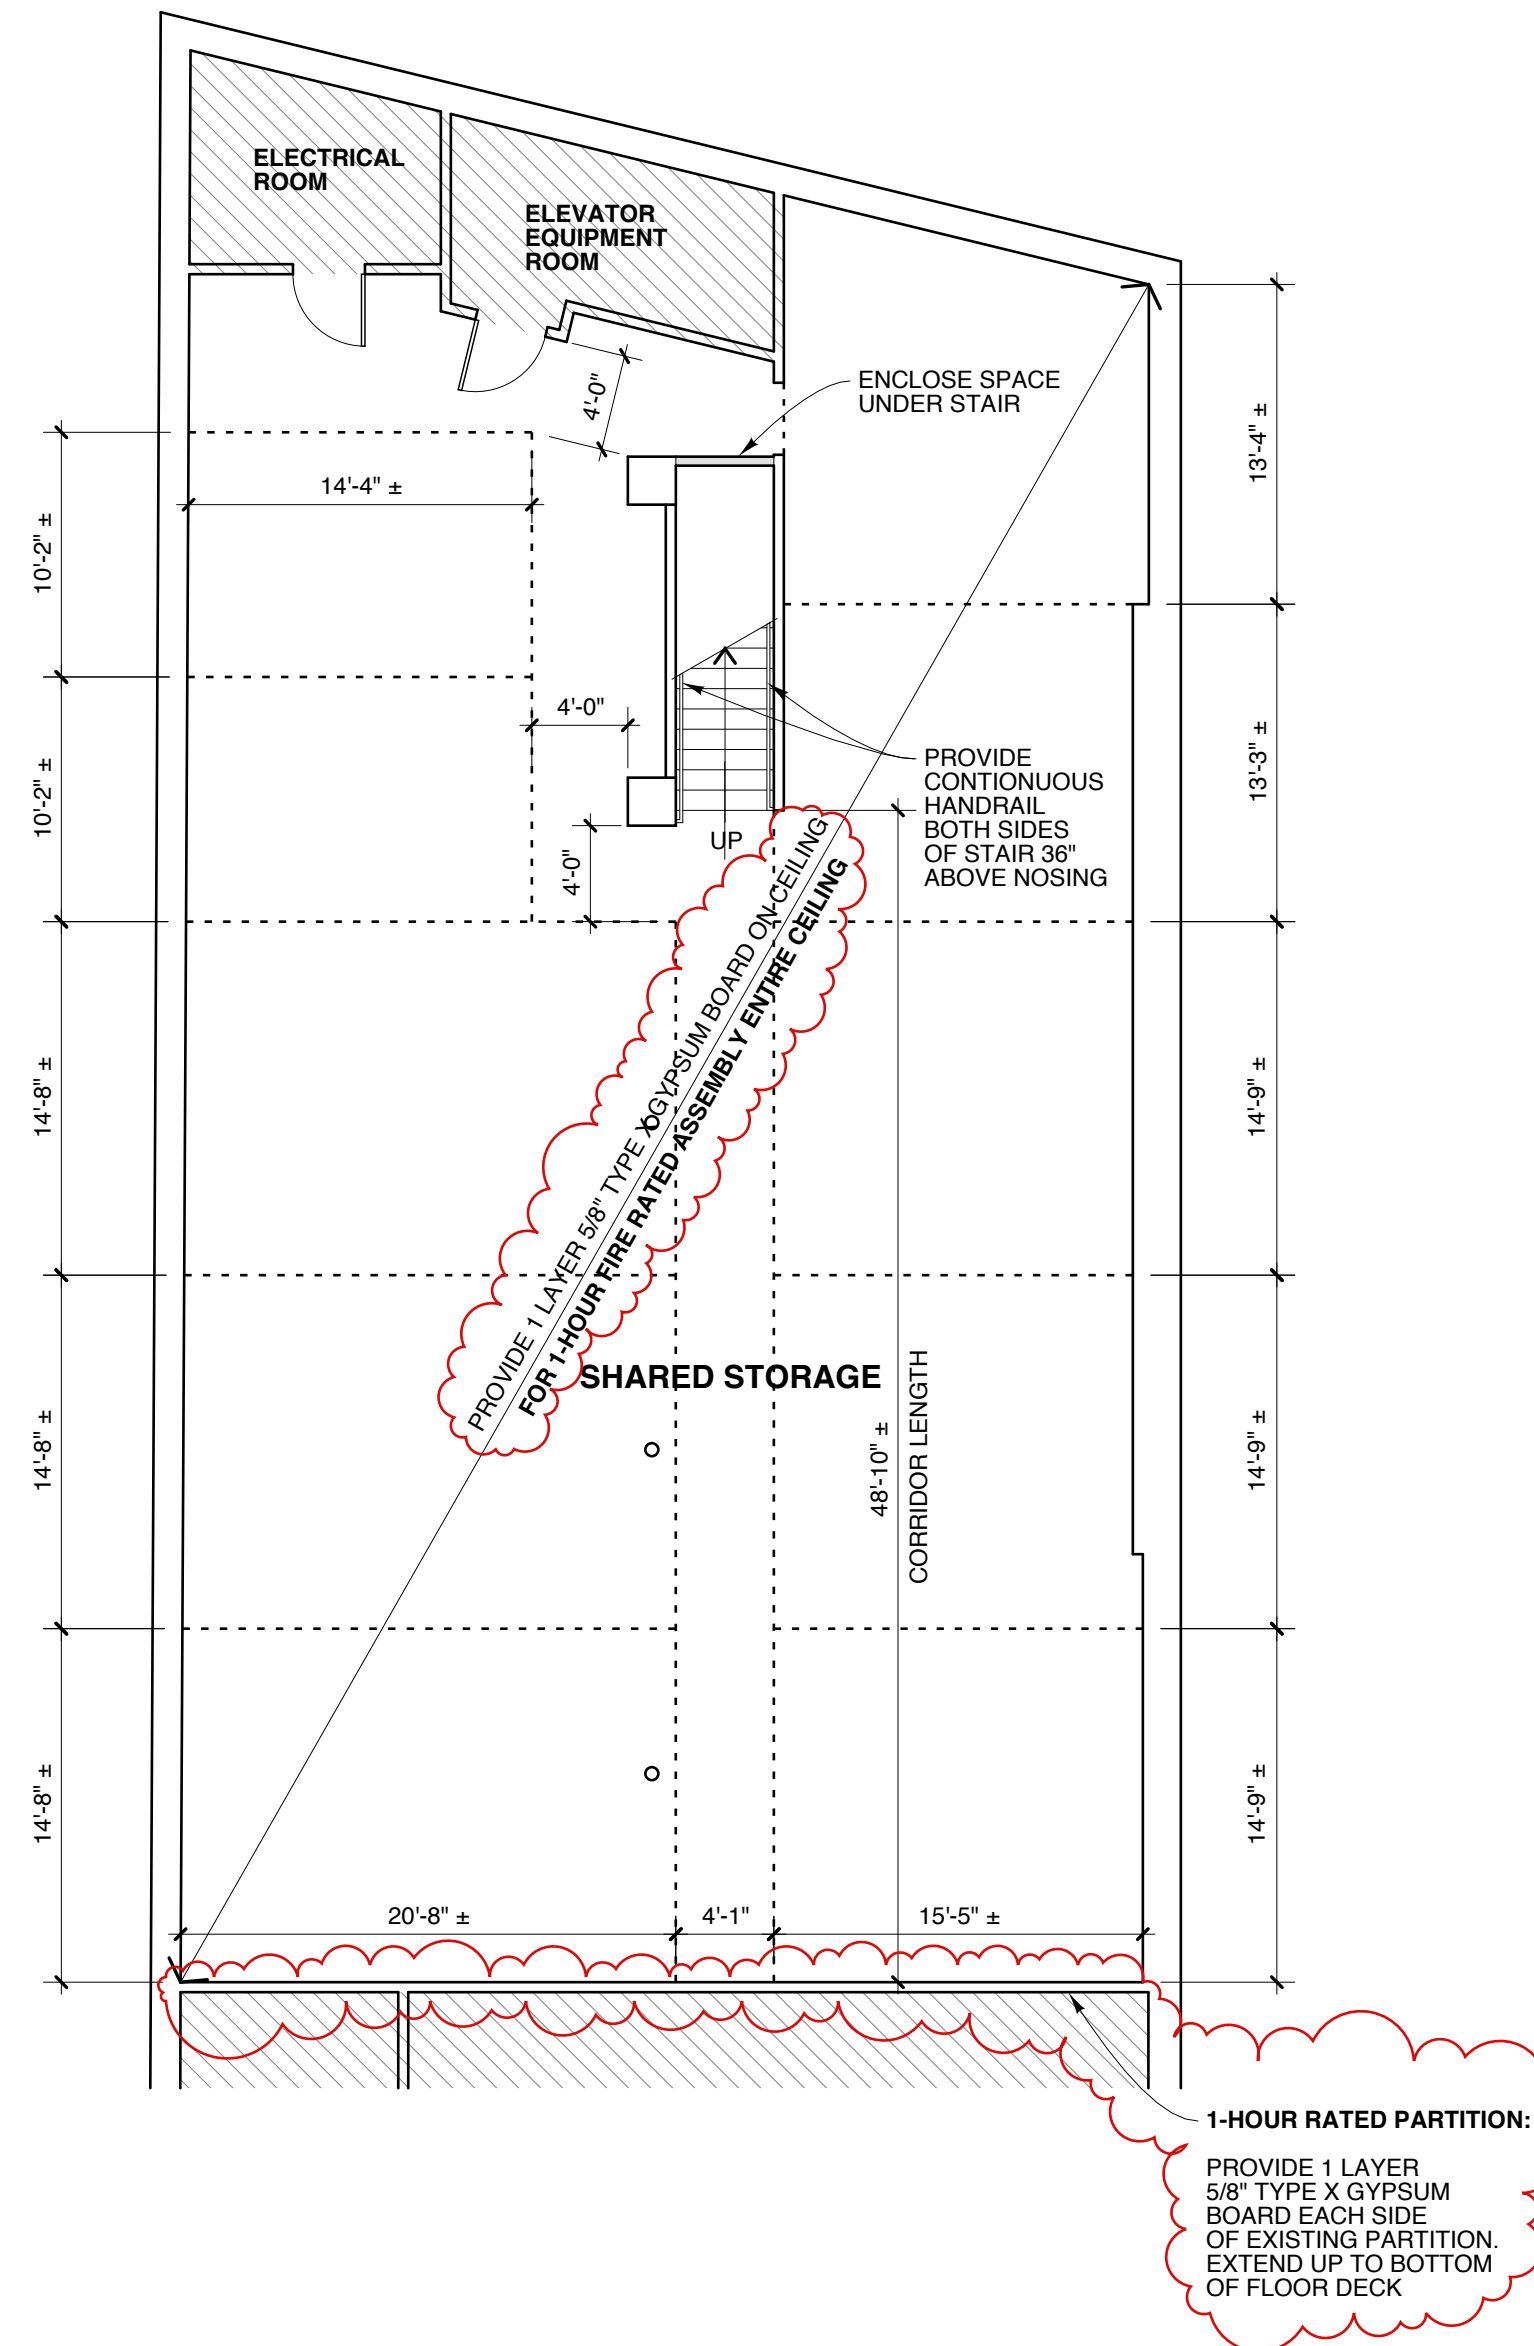 ELECTRICAL
ROOM
ELEVATOR
EQUIPMENT
ROOM
4'-0"
ENCLOSE SPACE
UNDER STAIR
13'-4" ±
14'-4" ±
10'-2" ±
4'-0"
PROVIDE
CONTIONUOUS
HANDRAIL
BOTH SIDES
OF STAIR 36"
ABOVE NOSING
13'-3" ±
10'-2" ±
UP
4'-0"
PROVIDE 1 LAYER 5/8" TYPE X GYPSUM BOARD ON CEILING
FOR 1-HOUR FIRE RATED ASSEMBLY ENTIRE CEILING
14'-8" ±
14'-9" ±
SHARED STORAGE
48'-10" ±
CORRIDOR LENGTH
14'-8" ±
14'-9" ±
14'-8" ±
14'-9" ±
20'-8" ±
4'-1"
15'-5" ±
1-HOUR RATED PARTITION:
PROVIDE 1 LAYER
5/8" TYPE X GYPSUM
BOARD EACH SIDE
OF EXISTING PARTITION.
EXTEND UP TO BOTTOM
OF FLOOR DECK